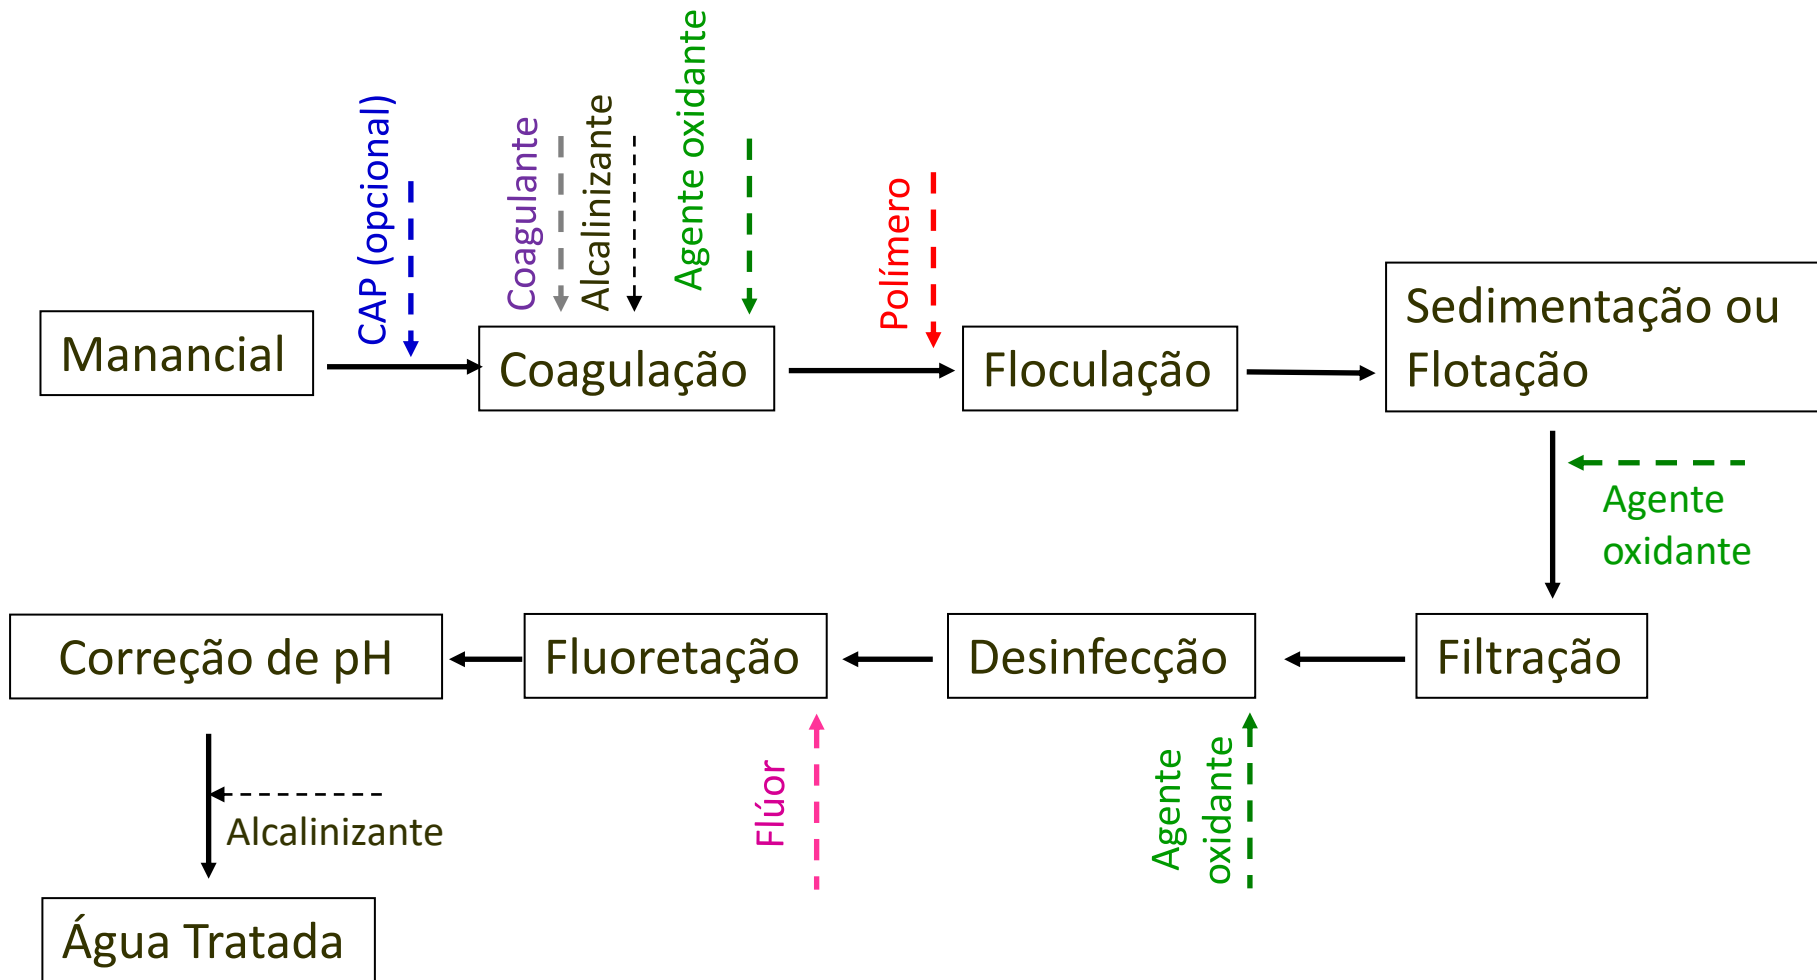 CAP (opcional)
Coagulante
Alcalinizante
Agente oxidante
Polímero
Manancial
Coagulação
Floculação
Sedimentação ou
Flotação
Agente
oxidante
Correção de pH
Fluoretação
Desinfecção
Filtração
Alcalinizante
Flúor
Agente
oxidante
Água Tratada